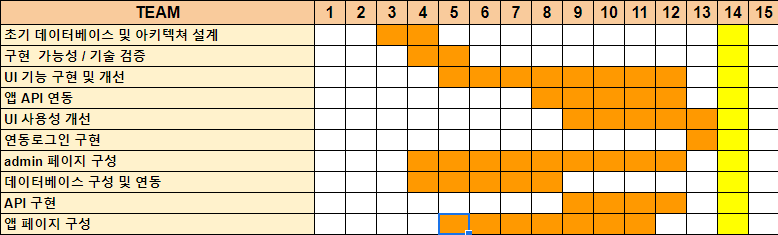 TEAM 1 2 3 4 5 6 7 8 9 10 11 12 13 14 15
초기 데이터베이스 및 아키텍쳐 설계
구현 가능성 / 기술 검증
UI 기능 구현 및 개선
앱 API 연동
UI 사용성 개선
연동로그인 구현
admin 페이지 구성
데이터베이스 구성 및 연동
API 구현
앱 페이지 구성